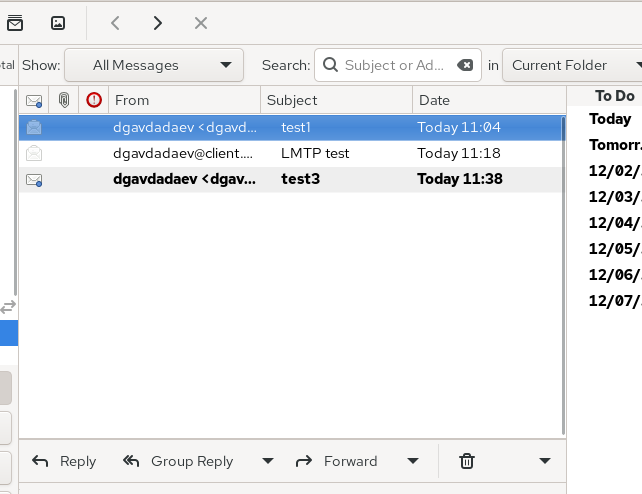 otal Show: All Messages Search: Subject or Ad... in Current Folder
From Subject Date
dgavdadaev <dgavd... test1 Today 11:04
dgavdadaev@client.... LMTP test Today 11:18
dgavdadaev <dgav... test3 Today 11:38
To Do
Today
Tomorr.
12/02/
12/03/
12/04/
12/05/
12/06/
12/07/
Reply Group Reply Forward